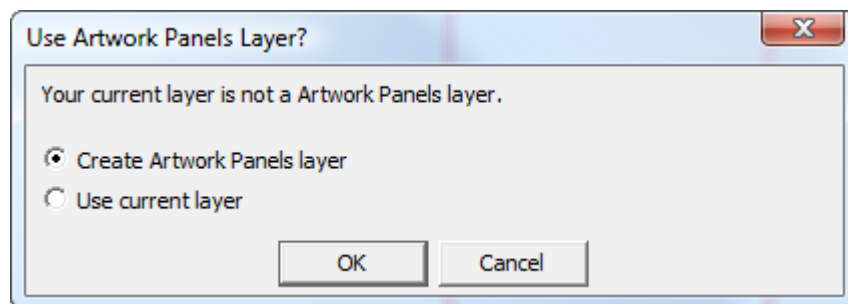 Use Artwork Panels Layer?
Your current layer is not a Artwork Panels layer.
Create Artwork Panels layer
Use current layer
OK Cancel